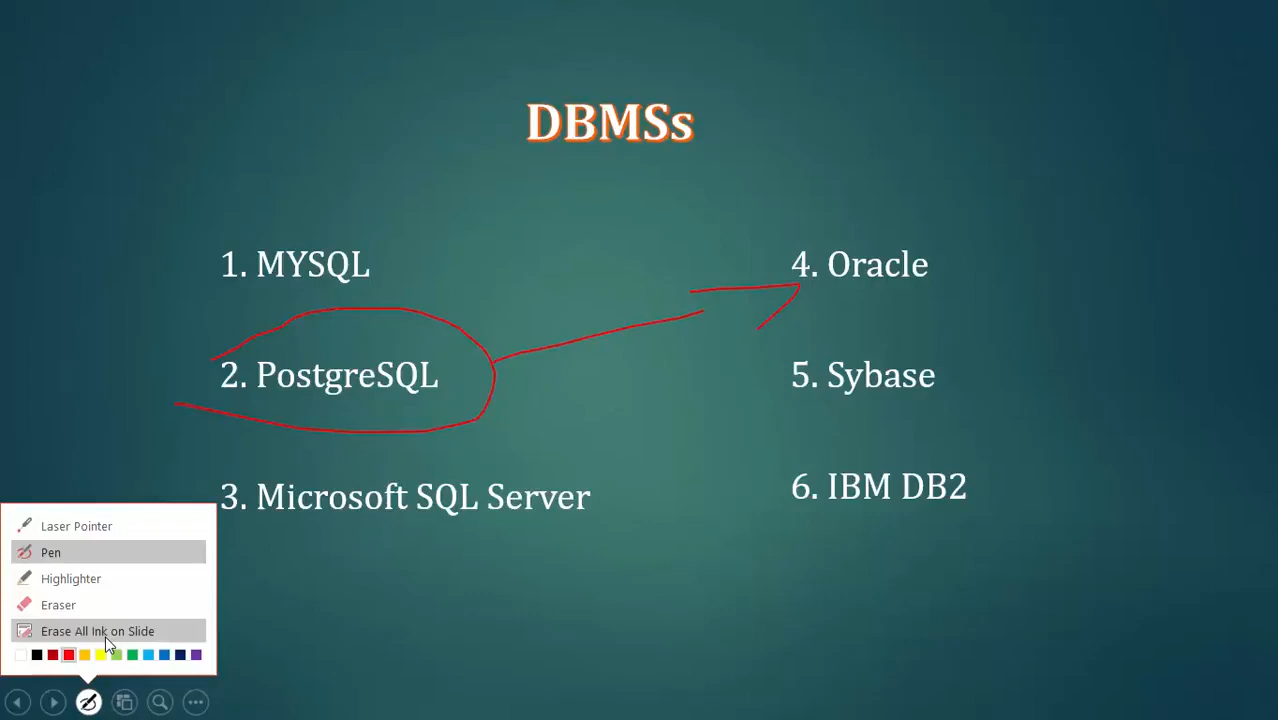 DBMSs
1. MYSQL
2. PostgreSQL
3. Microsoft SQL Server
4. Oracle
5. Sybase
6. IBM DB2
Laser Pointer
Pen
Highlighter
Eraser
Erase All Ink on Slide